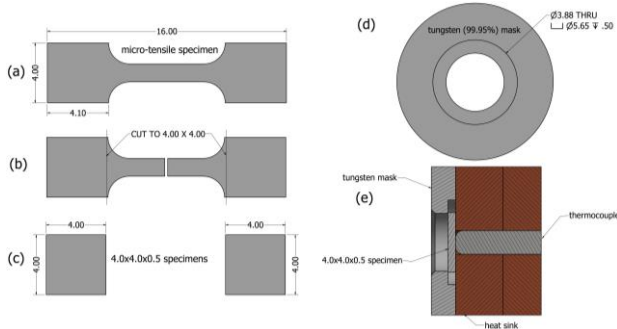 16.00
micro-tensile specimen
(a)
4.00
4.10
CUT TO 4.00 X 4.00
(b)
4.00
4.00
(c)
4.00
4.0x4.0x0.5 specimens
4.00
(d)
tungsten (99.95%) mask
Ø3.88 THRU
⌴ Ø5.65 ↧ .50
tungsten mask
(e)
thermocouple
4.0x4.0x0.5 specimen
heat sink